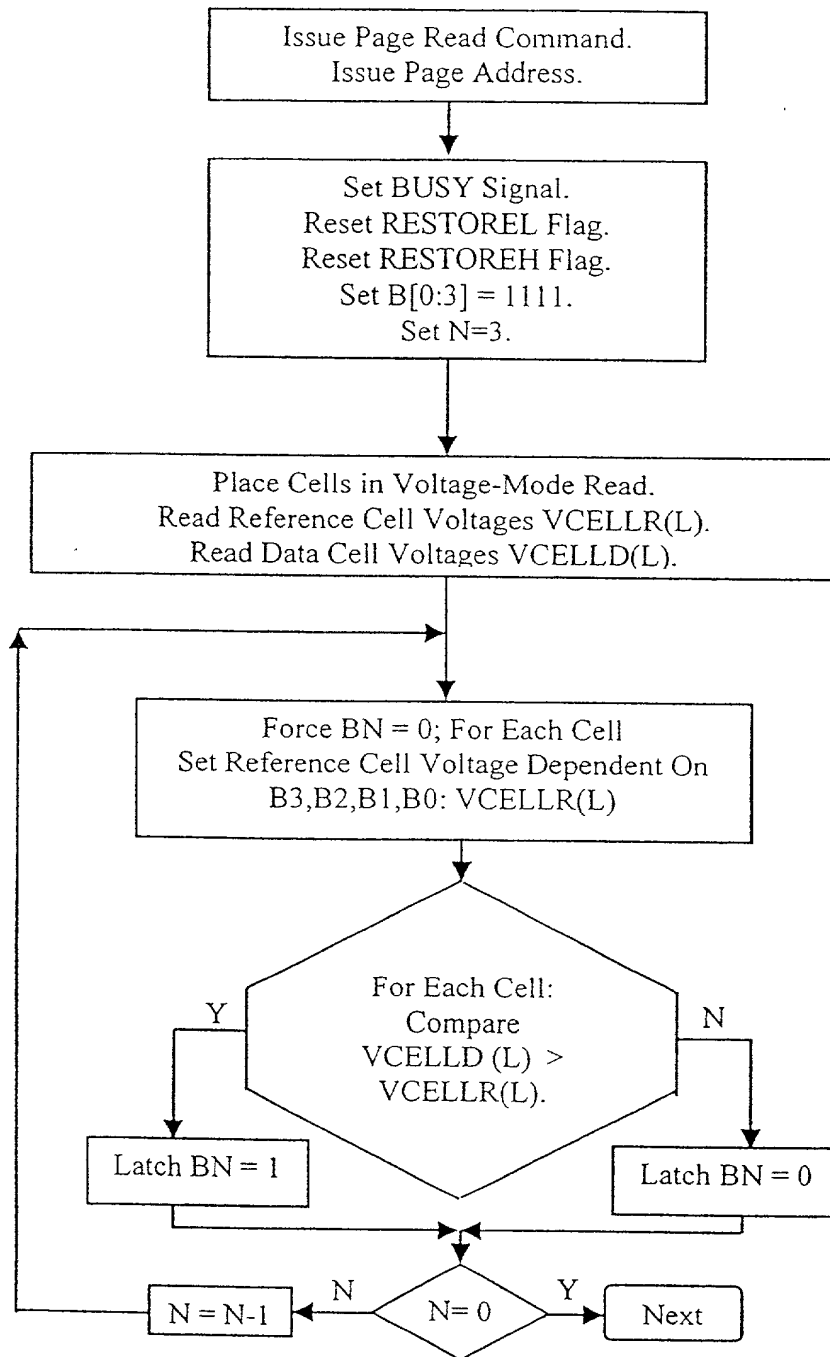 Issue Page Read Command.
Issue Page Address.
Set BUSY Signal.
Reset RESTOREL Flag.
Reset RESTOREH Flag.
Set B[0:3] = 1111.
Set N=3.
Place Cells in Voltage-Mode Read.
Read Reference Cell Voltages VCELLR(L).
Read Data Cell Voltages VCELLD(L).
Force BN = 0; For Each Cell
Set Reference Cell Voltage Dependent On
B3,B2,B1,B0: VCELLR(L)
For Each Cell:
Compare
VCELLD (L) >
VCELLR(L).
Y
N
Latch BN = 1
Latch BN = 0
N = N-1
N
N= 0
Y
Next